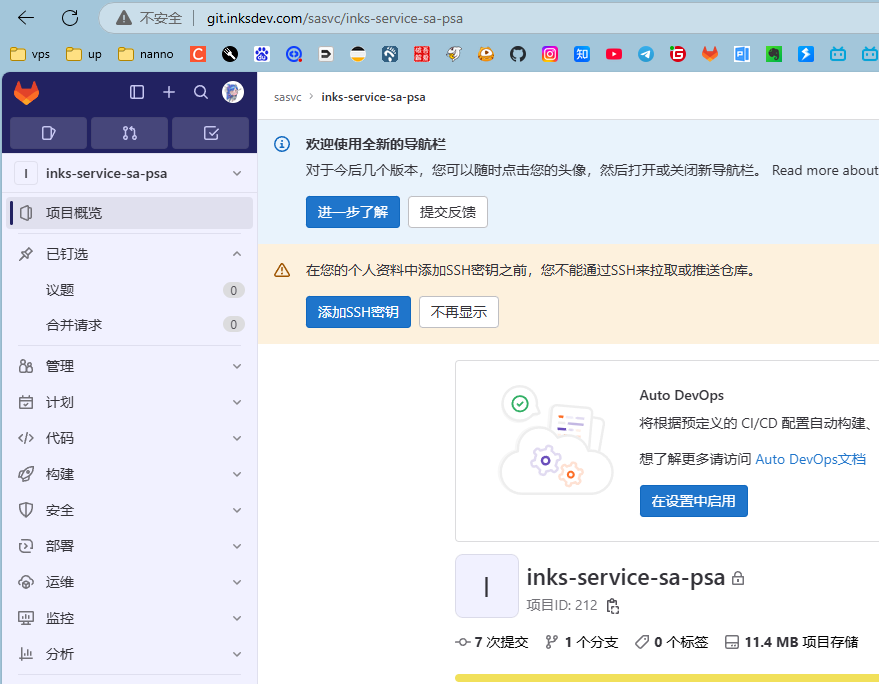 不安全 git.inksdev.com/sasvc/inks-service-sa-psa
vps up nanno
sasvc › inks-service-sa-psa
I inks-service-sa-psa
项目概览
已钉选
议题 0
合并请求 0
管理
计划
代码
构建
安全
部署
运维
监控
分析
欢迎使用全新的导航栏
对于今后几个版本，您可以随时点击您的头像，然后打开或关闭新导航栏。 Read more about
进一步了解 提交反馈
在您的个人资料中添加SSH密钥之前，您不能通过SSH来拉取或推送仓库。
添加SSH密钥 不再显示
Auto DevOps
将根据预定义的 CI/CD 配置自动构建、
想了解更多请访问 Auto DevOps文档
在设置中启用
I inks-service-sa-psa
项目ID: 212
7 次提交 1 个分支 0 个标签 11.4 MB 项目存储